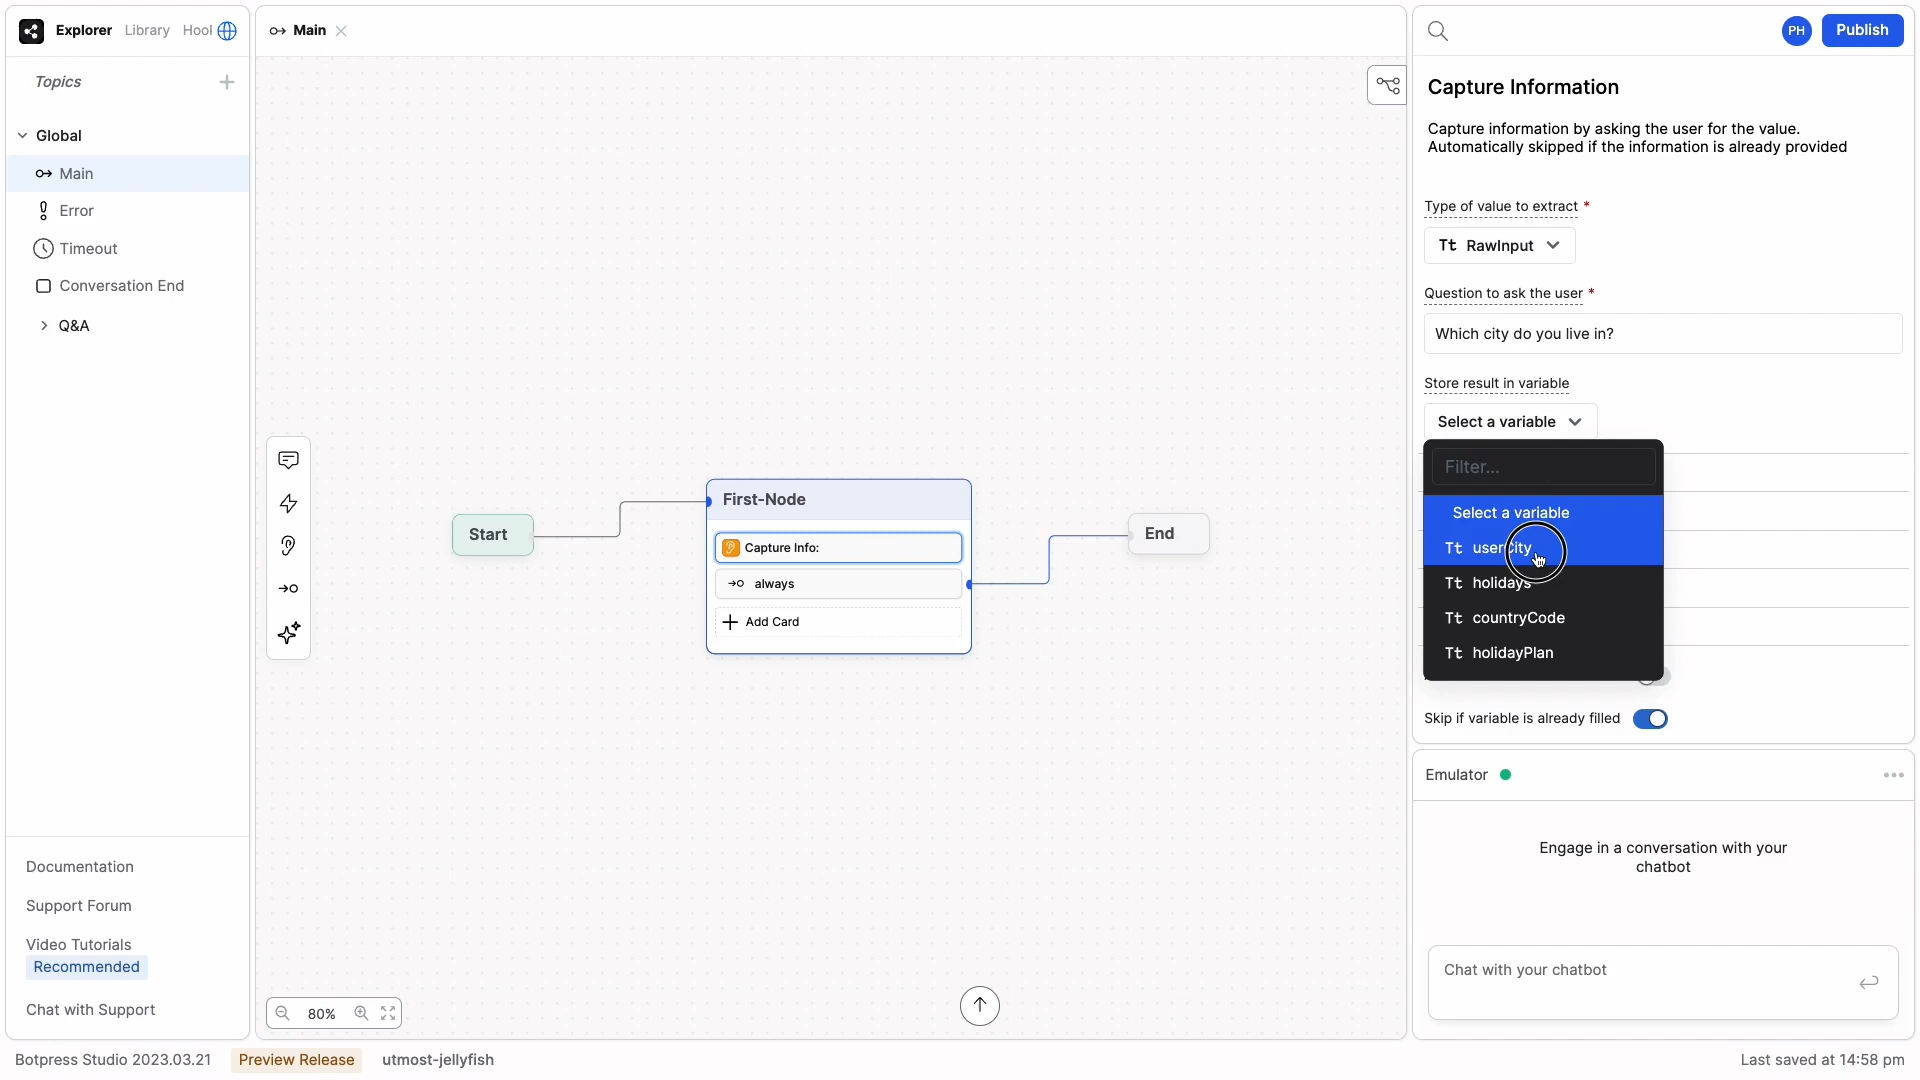 Explorer
Library
Hool
Topics
Global
Main
Error
Timeout
Conversation End
Q&A
Documentation
Support Forum
Video Tutorials
Recommended
Chat with Support
Main
Start
First-Node
Capture Info:
always
Add Card
End
80%
PH
Publish
Capture Information
Capture information by asking the user for the value.
Automatically skipped if the information is already provided
Type of value to extract *
Tt RawInput
Question to ask the user *
Which city do you live in?
Store result in variable
Select a variable
Filter...
Select a variable
Tt userCity
Tt holidays
Tt countryCode
Tt holidayPlan
Skip if variable is already filled
Emulator
Engage in a conversation with your
chatbot
Chat with your chatbot
Botpress Studio 2023.03.21
Preview Release
utmost-jellyfish
Last saved at 14:58 pm